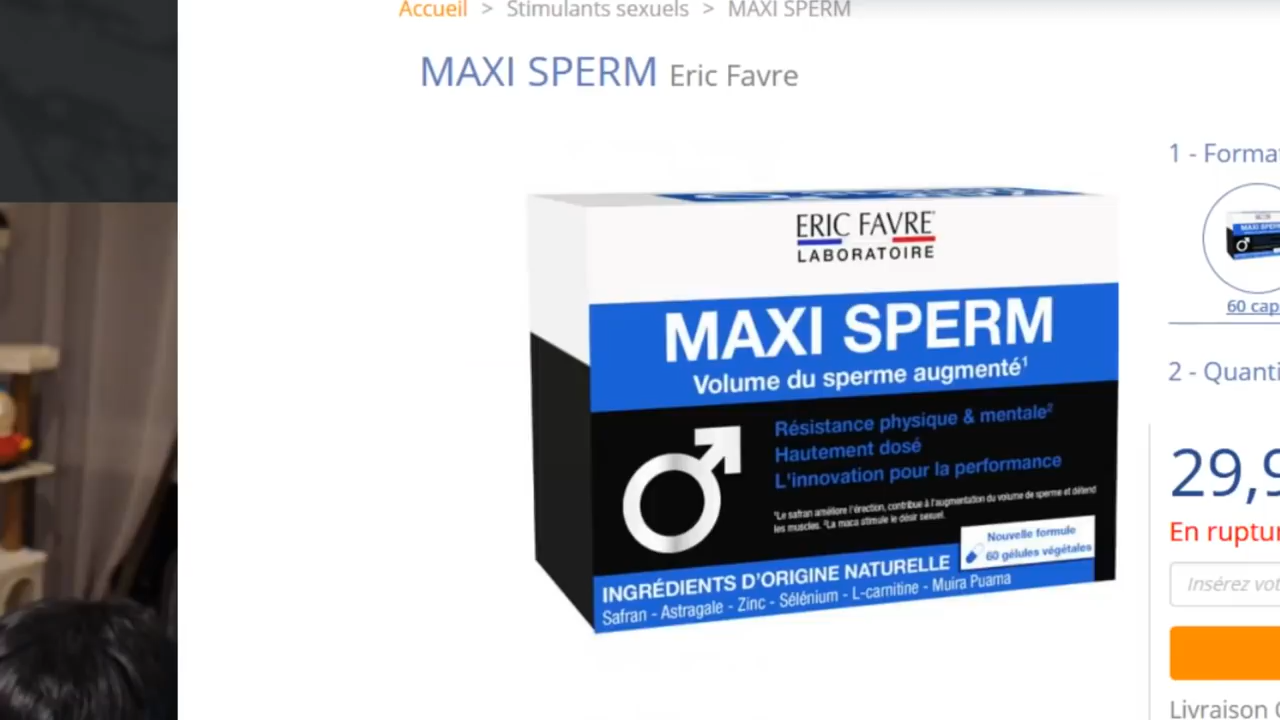 Accueil > Stimulants sexuels > MAXI SPERM
MAXI SPERM Eric Favre
ERIC FAVRE
LABORATOIRE
MAXI SPERM
Volume du sperme augmenté¹
Résistance physique & mentale²
Hautement dosé
L'innovation pour la performance
¹Le safran améliore l'érection, contribue à l'augmentation du volume de sperme et détend
les muscles. ²La maca stimule le désir sexuel.
Nouvelle formule
60 gélules végétales
INGRÉDIENTS D'ORIGINE NATURELLE
Safran - Astragale - Zinc - Sélénium - L-carnitine - Muira Puama
1 - Forma
MAXI SPER
60 cap
2 - Quanti
29,9
En ruptur
Insérez vot
Livraison